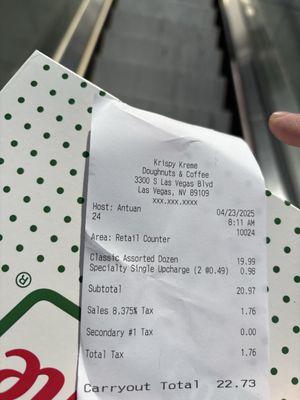 Krispy Kreme
Doughnuts & Coffee
3300 S Las Vegas Blvd
Las Vegas, NV 89109
xxx.xxx.xxxx
Host: Antuan 04/23/2025
24 8:11 AM
10024
Area: Retail Counter
Classic Assorted Dozen 19.99
Specialty Single Upcharge (2 @0.49) 0.98
Subtotal 20.97
Sales 8.375% Tax 1.76
Secondary #1 Tax 0.00
Total Tax 1.76
Carryout Total 22.73
®